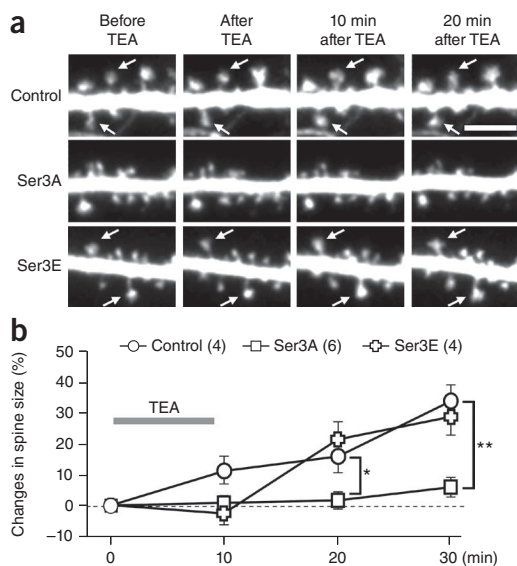 a
Before TEA
After TEA
10 min after TEA
20 min after TEA
Control
Ser3A
Ser3E
b
Control (4) Ser3A (6) Ser3E (4)
Changes in spine size (%)
50
40
30
20
10
0
–10
TEA
*
**
0 10 20 30 (min)